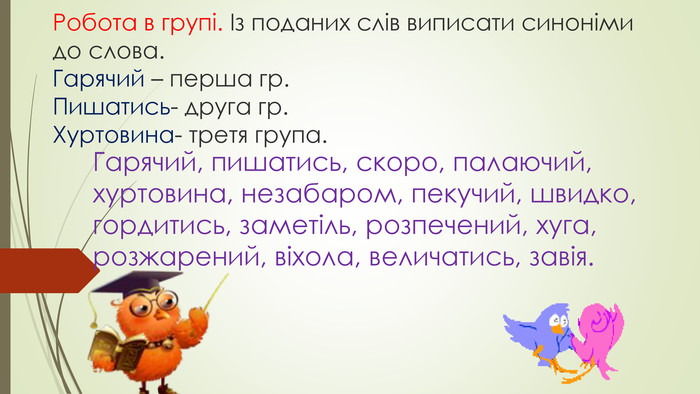 Робота в групі. Із поданих слів виписати синоніми
до слова.
Гарячий – перша гр.
Пишатись- друга гр.
Хуртовина- третя група.
Гарячий, пишатись, скоро, палаючий,
хуртовина, незабаром, пекучий, швидко,
гордитись, заметіль, розпечений, хуга,
розжарений, віхола, величатись, завія.